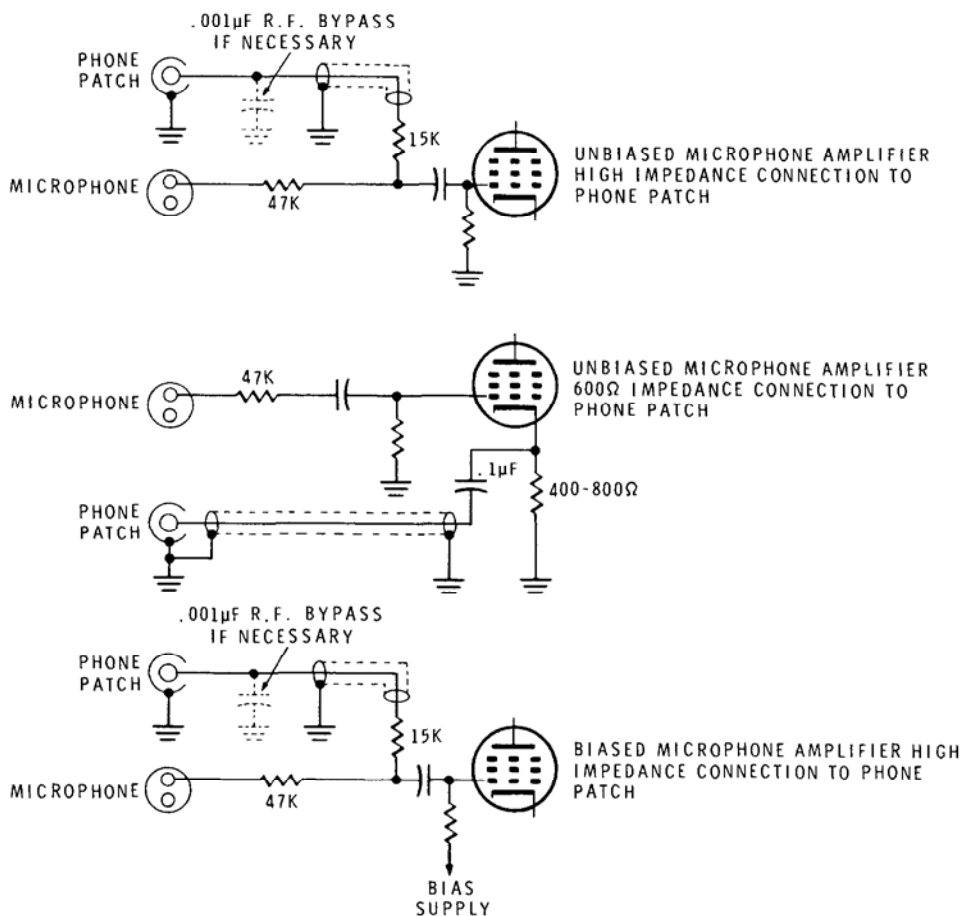 .001µF R.F. BYPASS
IF NECESSARY
PHONE
PATCH
15K
MICROPHONE
47K
UNBIASED MICROPHONE AMPLIFIER
HIGH IMPEDANCE CONNECTION TO
PHONE PATCH
MICROPHONE
47K
UNBIASED MICROPHONE AMPLIFIER
600Ω IMPEDANCE CONNECTION TO
PHONE PATCH
.1µF
400-800Ω
PHONE
PATCH
.001µF R.F. BYPASS
IF NECESSARY
PHONE
PATCH
15K
MICROPHONE
47K
BIASED MICROPHONE AMPLIFIER HIGH
IMPEDANCE CONNECTION TO PHONE
PATCH
BIAS
SUPPLY